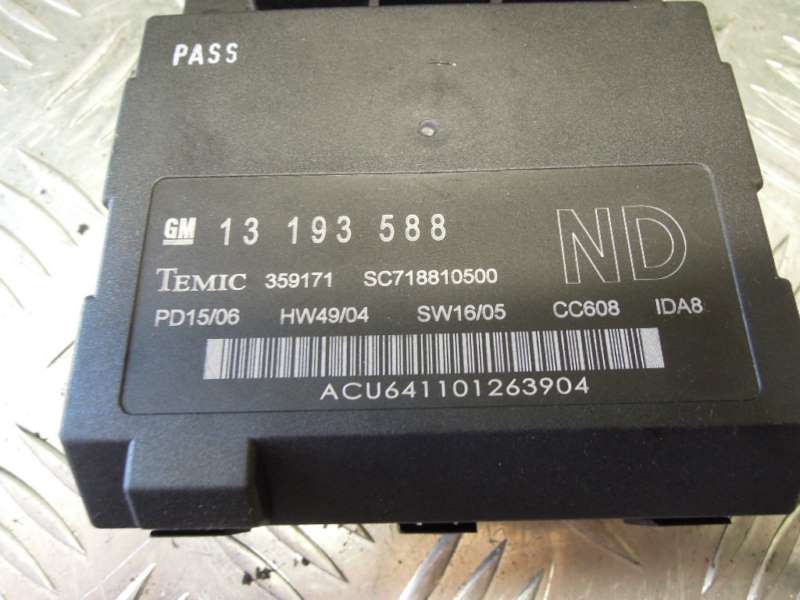 PASS
GM 13 193 588 ND
TEMIC 359171 SC718810500
PD15/06 HW49/04 SW16/05 CC608 IDA8
ACU641101263904